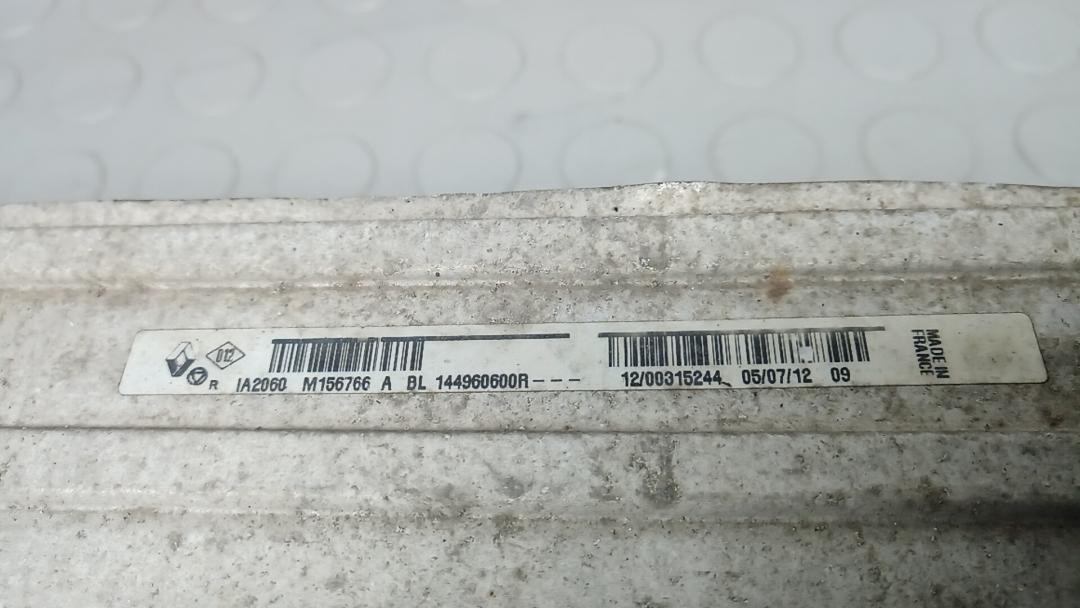 D12
R IA2060 M156766 A BL 144960600R--- 12/00315244 05/07/12 09
MADE IN
FRANCE